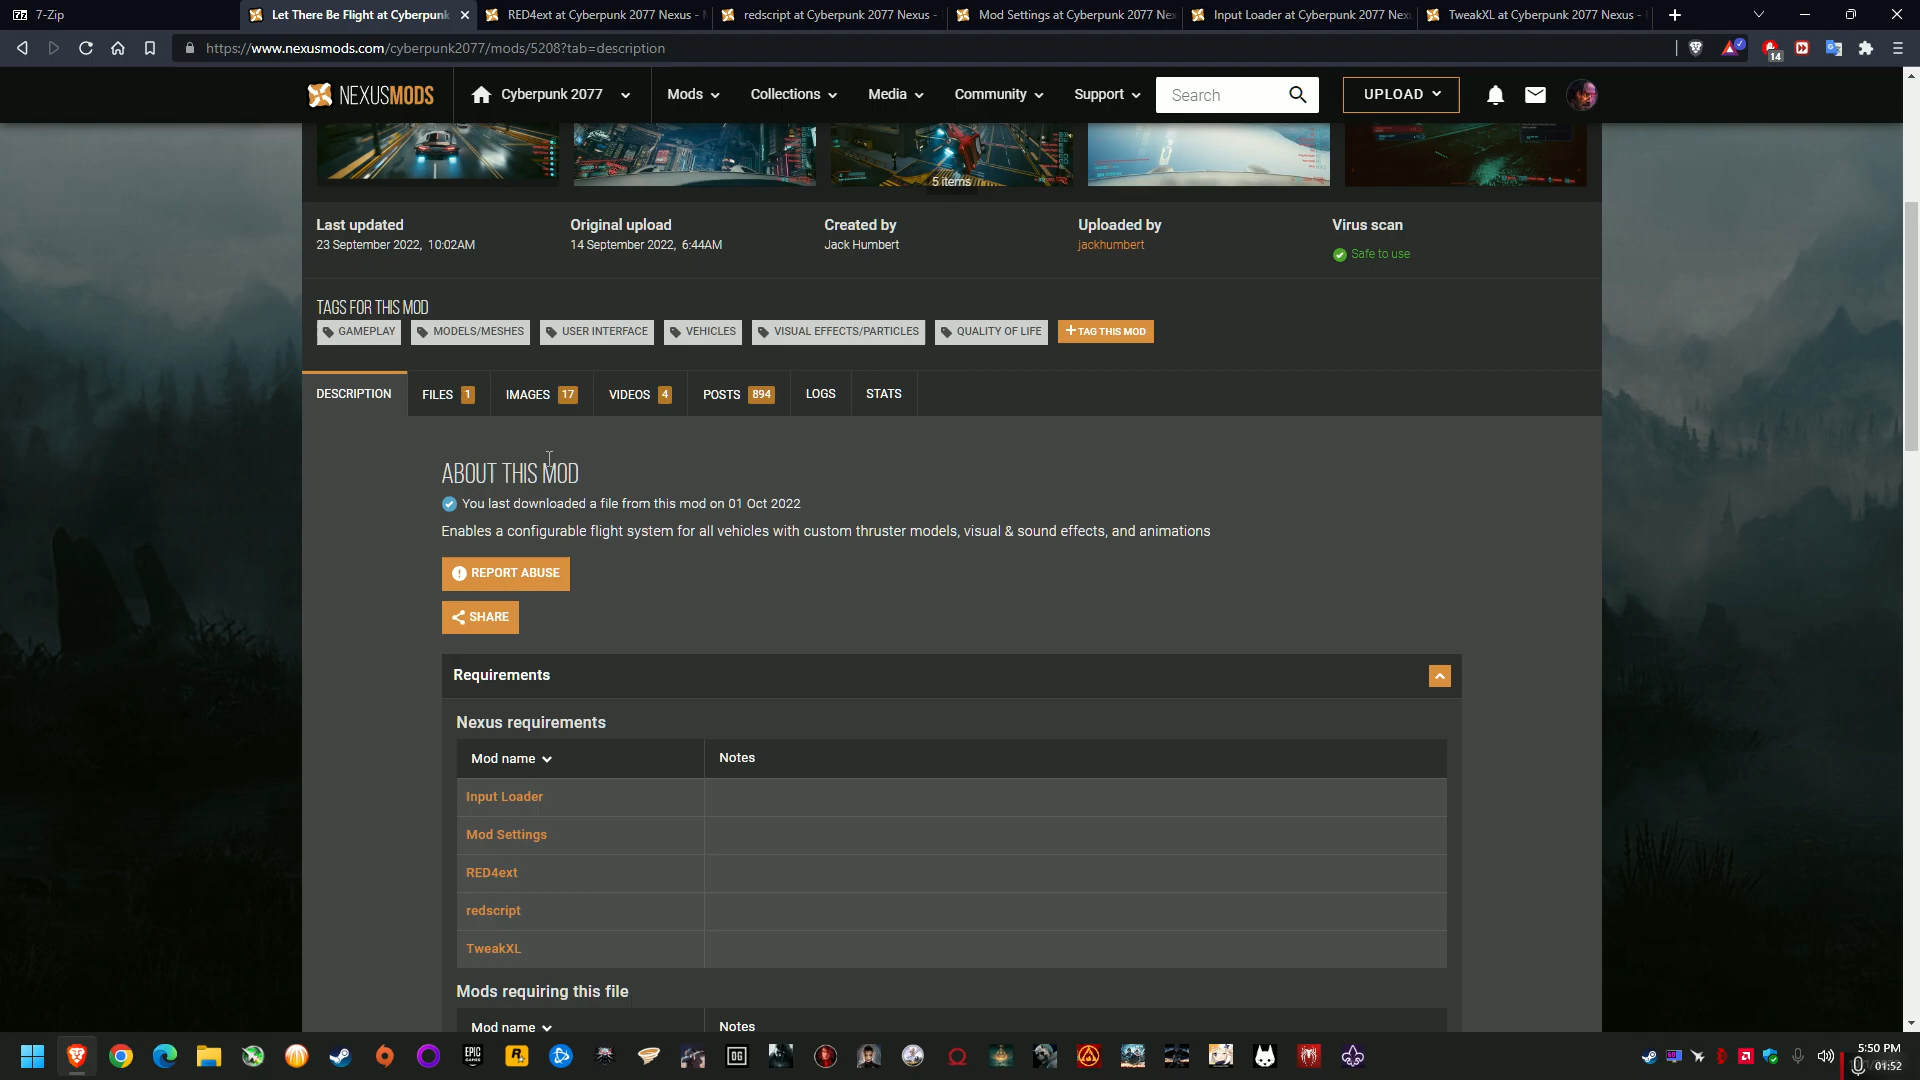 7-Zip
Let There Be Flight at Cyberpunk
RED4ext at Cyberpunk 2077 Nexus -
redscript at Cyberpunk 2077 Nexus -
Mod Settings at Cyberpunk 2077 Nex
Input Loader at Cyberpunk 2077 Nex
TweakXL at Cyberpunk 2077 Nexus -
https://www.nexusmods.com/cyberpunk2077/mods/5208?tab=description
14
NEXUSMODS
Cyberpunk 2077
Mods
Collections
Media
Community
Support
Search
UPLOAD
5 items
Last updated
23 September 2022, 10:02AM
Original upload
14 September 2022, 6:44AM
Created by
Jack Humbert
Uploaded by
jackhumbert
Virus scan
Safe to use
TAGS FOR THIS MOD
GAMEPLAY
MODELS/MESHES
USER INTERFACE
VEHICLES
VISUAL EFFECTS/PARTICLES
QUALITY OF LIFE
+ TAG THIS MOD
DESCRIPTION
FILES 1
IMAGES 17
VIDEOS 4
POSTS 894
LOGS
STATS
ABOUT THIS MOD
You last downloaded a file from this mod on 01 Oct 2022
Enables a configurable flight system for all vehicles with custom thruster models, visual & sound effects, and animations
REPORT ABUSE
SHARE
Requirements
Nexus requirements
Mod name
Notes
Input Loader
Mod Settings
RED4ext
redscript
TweakXL
Mods requiring this file
Mod name
Notes
EPIC GAMES
OG
5:50 PM
01:52